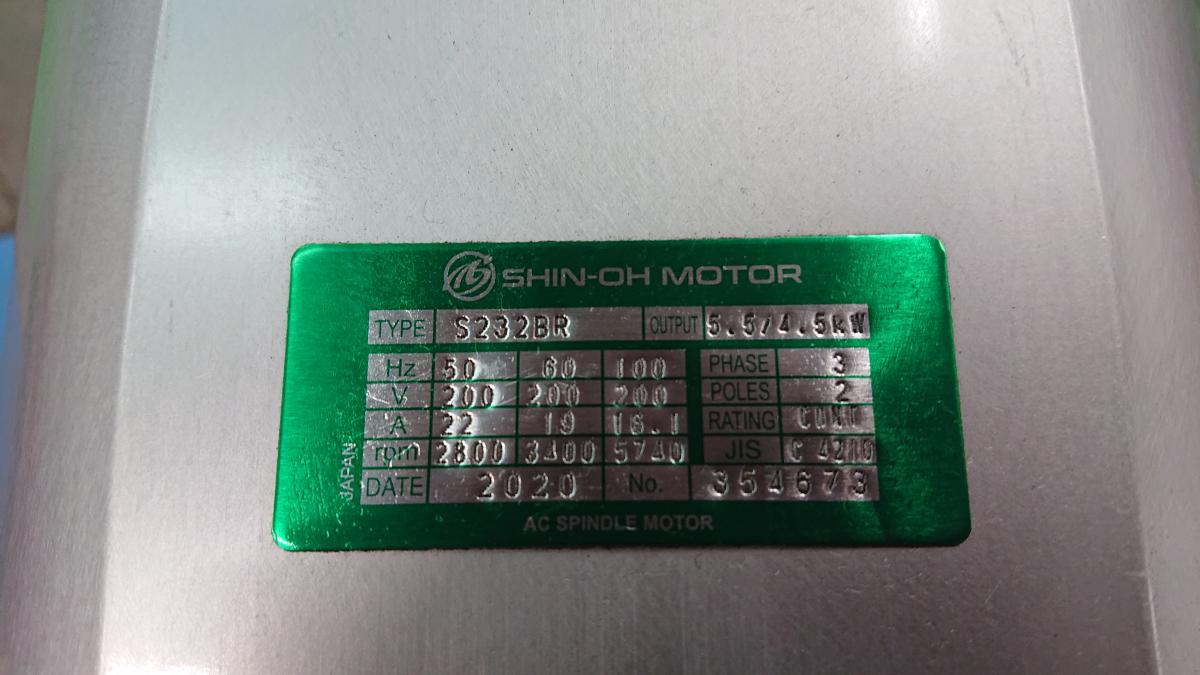 SHIN-OH MOTOR
TYPE S232BR OUTPUT 5.5/4.5kW
Hz 50 60 100 PHASE 3
V 200 200 200 POLES 2
A 22 19 16.1 RATING CONT
rpm 2800 3400 5740 JIS C 4210
DATE 2020 No. 354673
JAPAN
AC SPINDLE MOTOR